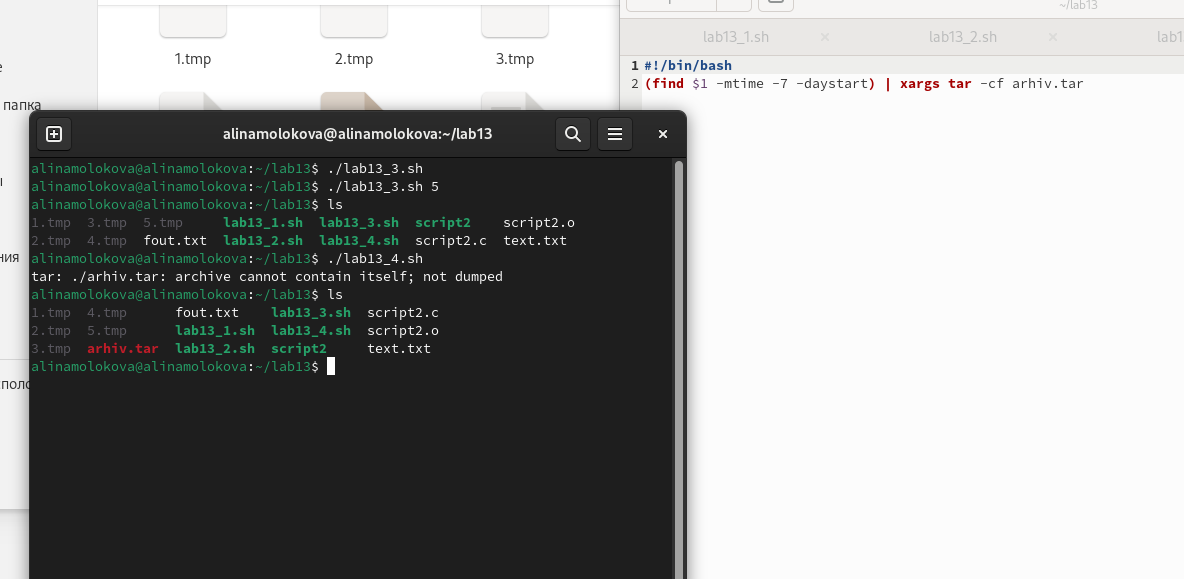 ~/lab13
lab13_1.sh × lab13_2.sh × lab1
1.tmp 2.tmp 3.tmp
1 #!/bin/bash
2 (find $1 -mtime -7 -daystart) | xargs tar -cf arhiv.tar
папка
alinamolokova@alinamolokova:~/lab13
alinamolokova@alinamolokova:~/lab13$ ./lab13_3.sh
alinamolokova@alinamolokova:~/lab13$ ./lab13_3.sh 5
alinamolokova@alinamolokova:~/lab13$ ls
1.tmp 3.tmp 5.tmp lab13_1.sh lab13_3.sh script2 script2.o
2.tmp 4.tmp fout.txt lab13_2.sh lab13_4.sh script2.c text.txt
alinamolokova@alinamolokova:~/lab13$ ./lab13_4.sh
tar: ./arhiv.tar: archive cannot contain itself; not dumped
alinamolokova@alinamolokova:~/lab13$ ls
1.tmp 4.tmp fout.txt lab13_3.sh script2.c
2.tmp 5.tmp lab13_1.sh lab13_4.sh script2.o
3.tmp arhiv.tar lab13_2.sh script2 text.txt
alinamolokova@alinamolokova:~/lab13$